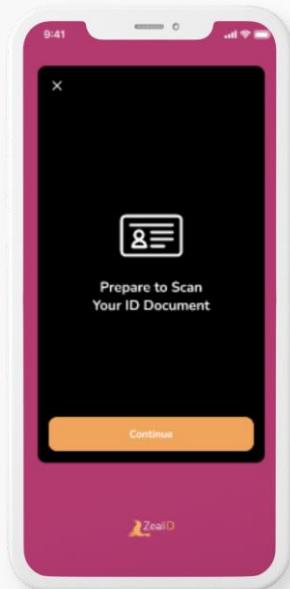 9:41
Prepare to Scan
Your ID Document
Continue
ZealiD